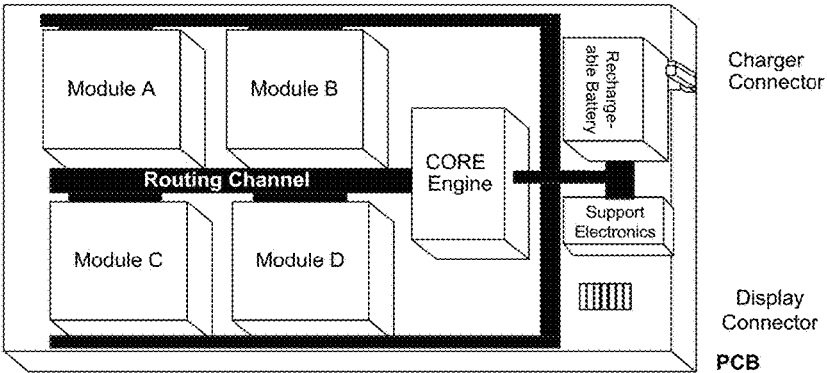 Module A
Module B
Recharge-
able Battery
Charger
Connector
Routing Channel
CORE
Engine
Module C
Module D
Support
Electronics
Display
Connector
PCB